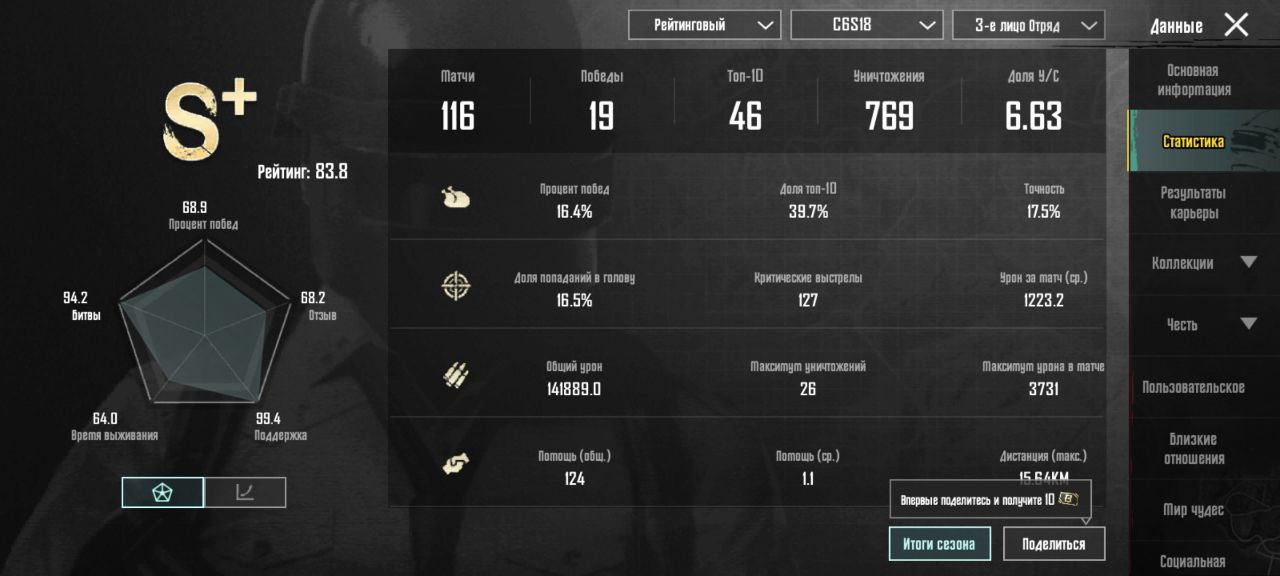 Рейтинговый
C6S18
3-е лицо Отряд
Данные
S+
Рейтинг: 83.8
68.9
Процент побед
94.2
Битвы
68.2
Отзыв
64.0
Время выживания
99.4
Поддержка
Матчи
116
Победы
19
Топ-10
46
Уничтожения
769
Доля У/С
6.63
Процент побед
16.4%
Доля топ-10
39.7%
Точность
17.5%
Доля попаданий в голову
16.5%
Критические выстрелы
127
Урон за матч (ср.)
1223.2
Общий урон
141889.0
Максимум уничтожений
26
Максимум урона в матче
3731
Помощь (общ.)
124
Помощь (ср.)
1.1
Дистанция (макс.)
15.64КМ
Впервые поделитесь и получите 10
Итоги сезона
Поделиться
Основная
информация
Статистика
Результаты
карьеры
Коллекции
Честь
Пользовательское
Близкие
отношения
Мир чудес
Социальная